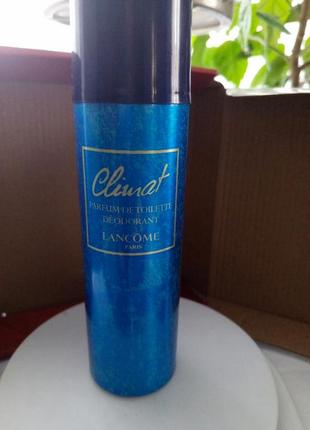 Climat
PARFUM DE TOILETTE
DÉODORANT
LANCÔME
PARIS